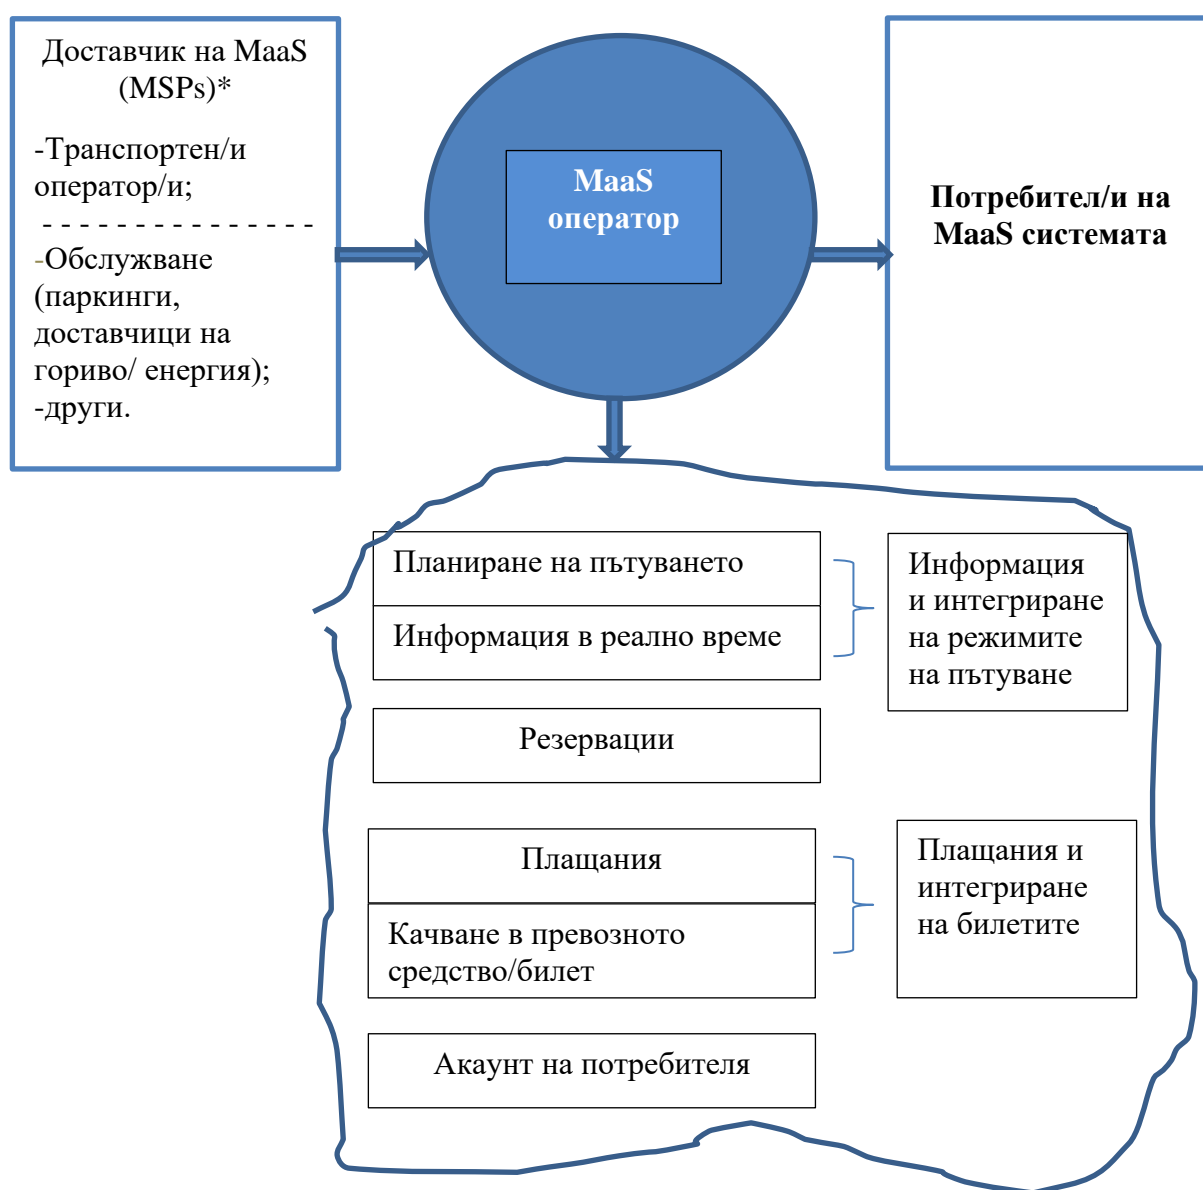 Доставчик на MaaS
(MSPs)*
-Транспортен/и
оператор/и;
- - - - - - - - - - - - - - -
-Обслужване
(паркинги,
доставчици на
гориво/ енергия);
-други.
MaaS
оператор
Потребител/и на
MaaS системата
Планиране на пътуването
Информация в реално време
Информация
и интегриране
на режимите
на пътуване
Резервации
Плащания
Качване в превозното
средство/билет
Плащания и
интегриране
на билетите
Акаунт на потребителя